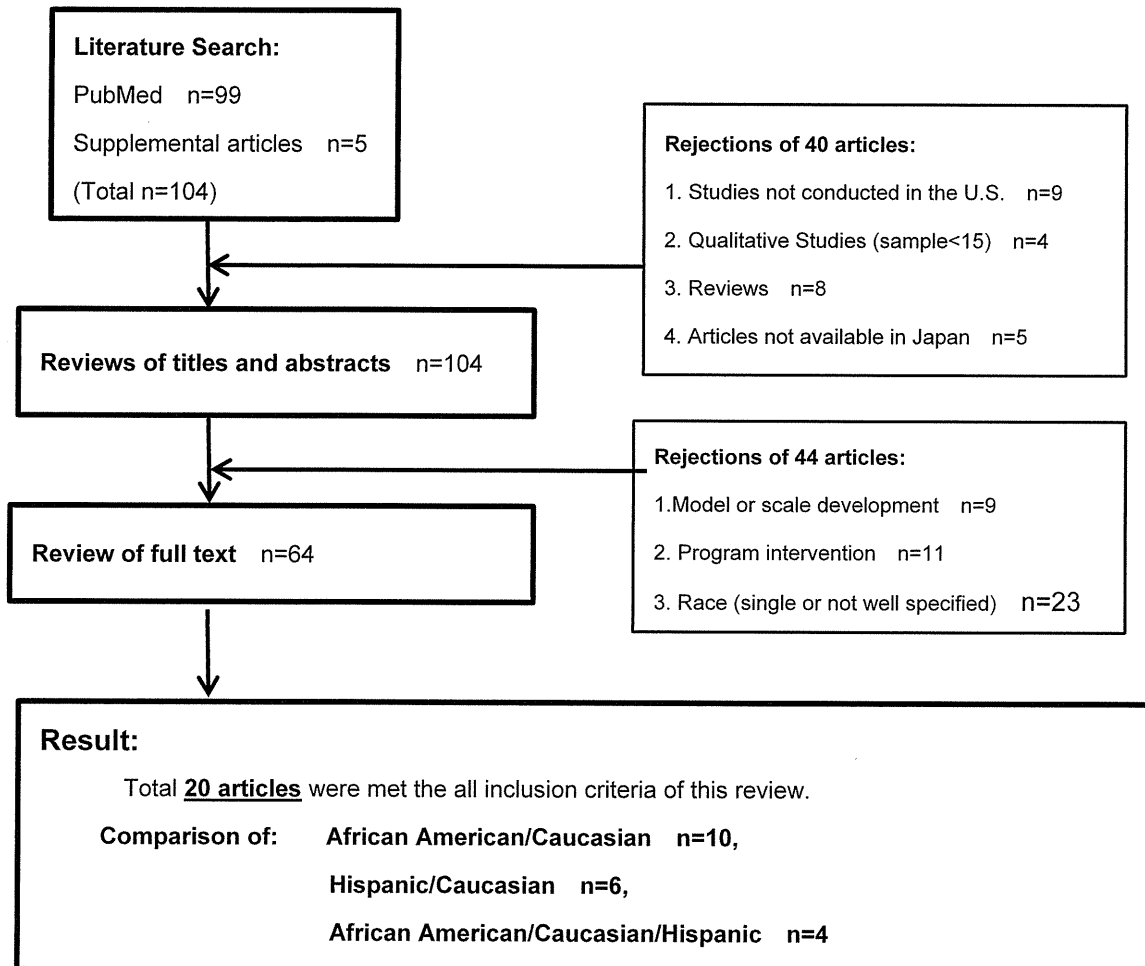 Literature Search:
PubMed n=99
Supplemental articles n=5
(Total n=104)
Rejections of 40 articles:
1. Studies not conducted in the U.S. n=9
2. Qualitative Studies (sample<15) n=4
3. Reviews n=8
4. Articles not available in Japan n=5
Reviews of titles and abstracts n=104
Rejections of 44 articles:
1.Model or scale development n=9
2. Program intervention n=11
3. Race (single or not well specified) n=23
Review of full text n=64
Result:
Total 20 articles were met the all inclusion criteria of this review.
Comparison of: African American/Caucasian n=10,
Hispanic/Caucasian n=6,
African American/Caucasian/Hispanic n=4